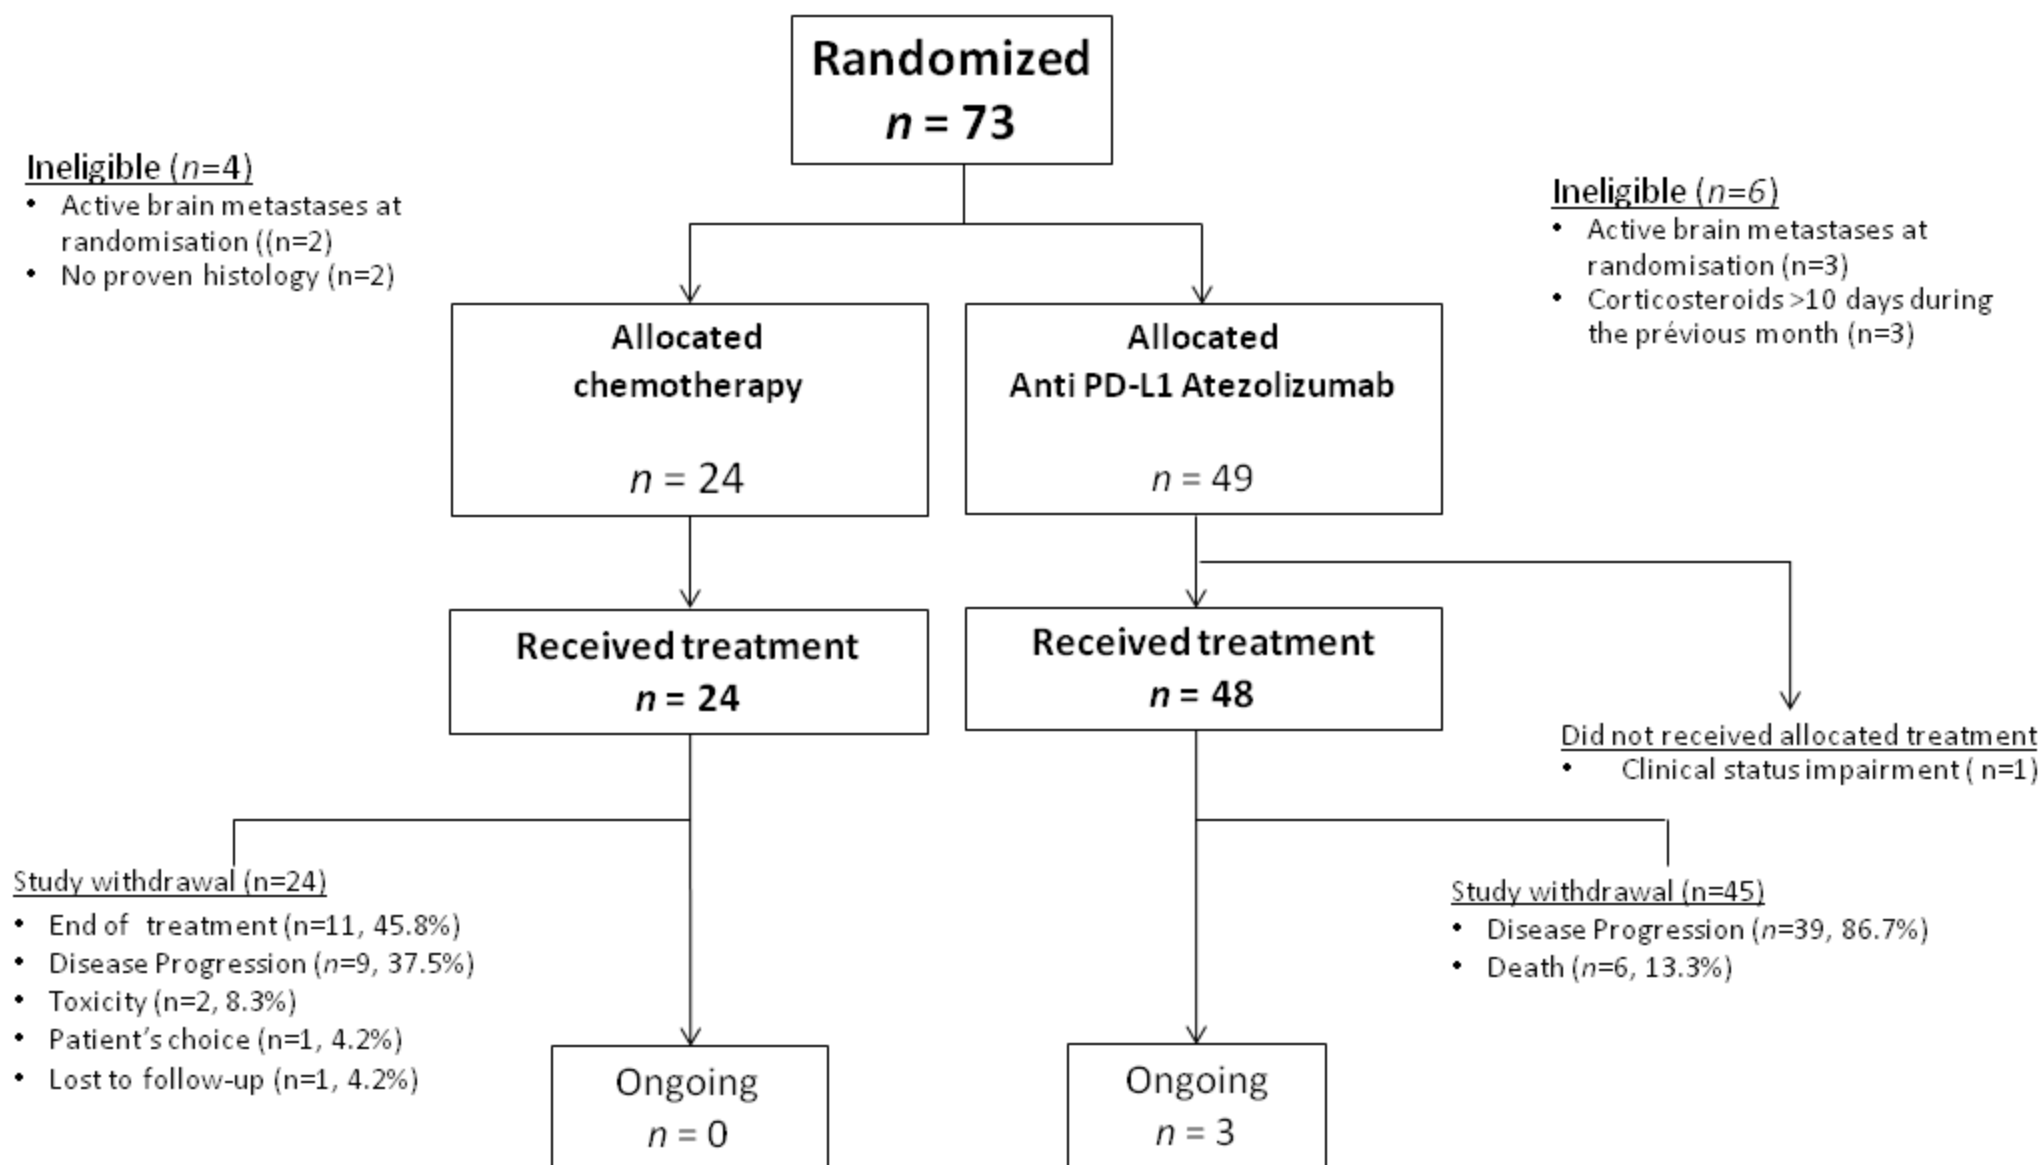 Randomized
n = 73
Ineligible (n=4)
• Active brain metastases at
randomisation ((n=2)
• No proven histology (n=2)
Ineligible (n=6)
• Active brain metastases at
randomisation (n=3)
• Corticosteroids >10 days during
the prévious month (n=3)
Allocated
chemotherapy
n = 24
Allocated
Anti PD-L1 Atezolizumab
n = 49
Received treatment
n = 24
Received treatment
n = 48
Did not received allocated treatment
• Clinical status impairment ( n=1)
Study withdrawal (n=24)
• End of treatment (n=11, 45.8%)
• Disease Progression (n=9, 37.5%)
• Toxicity (n=2, 8.3%)
• Patient’s choice (n=1, 4.2%)
• Lost to follow-up (n=1, 4.2%)
Study withdrawal (n=45)
• Disease Progression (n=39, 86.7%)
• Death (n=6, 13.3%)
Ongoing
n = 0
Ongoing
n = 3